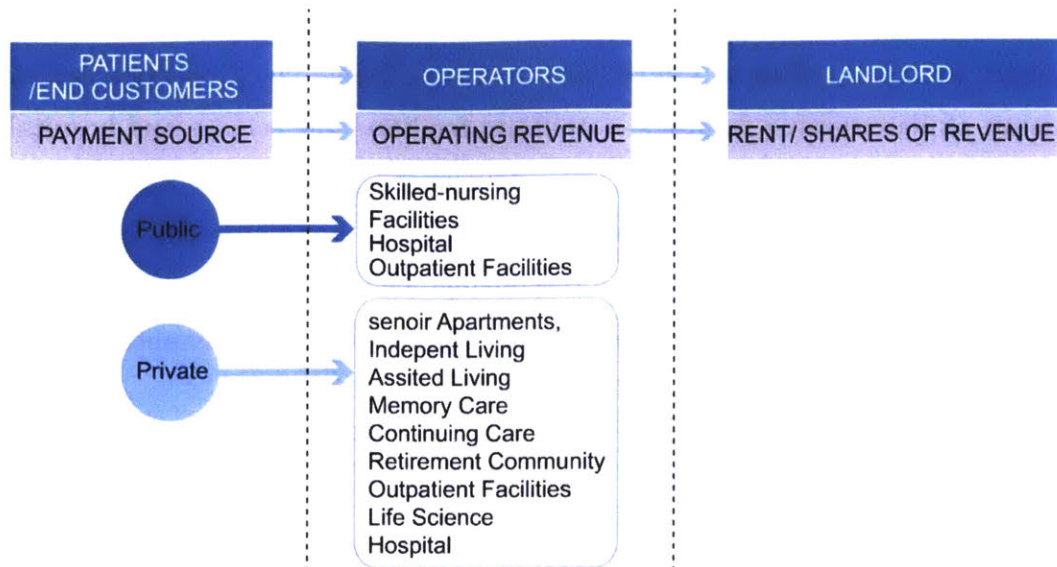 PATIENTS
/END CUSTOMERS
OPERATORS
LANDLORD
PAYMENT SOURCE
OPERATING REVENUE
RENT/ SHARES OF REVENUE
Public
Skilled-nursing
Facilities
Hospital
Outpatient Facilities
Private
senoir Apartments,
Indepent Living
Assited Living
Memory Care
Continuing Care
Retirement Community
Outpatient Facilities
Life Science
Hospital